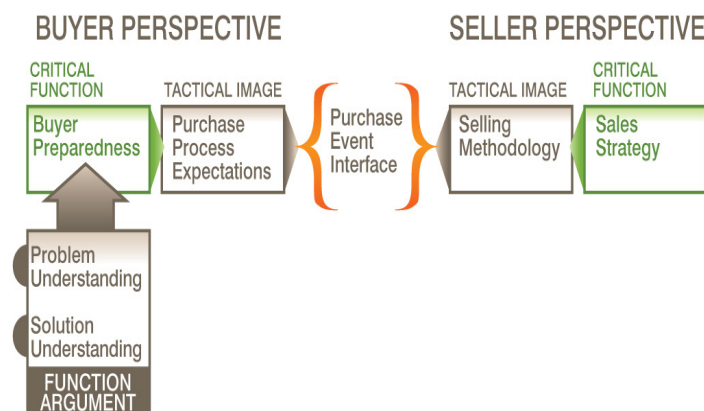 BUYER PERSPECTIVE
SELLER PERSPECTIVE
CRITICAL
FUNCTION
TACTICAL IMAGE
TACTICAL IMAGE
CRITICAL
FUNCTION
Buyer
Preparedness
Purchase
Process
Expectations
Purchase
Event
Interface
Selling
Methodology
Sales
Strategy
Problem
Understanding
Solution
Understanding
FUNCTION
ARGUMENT